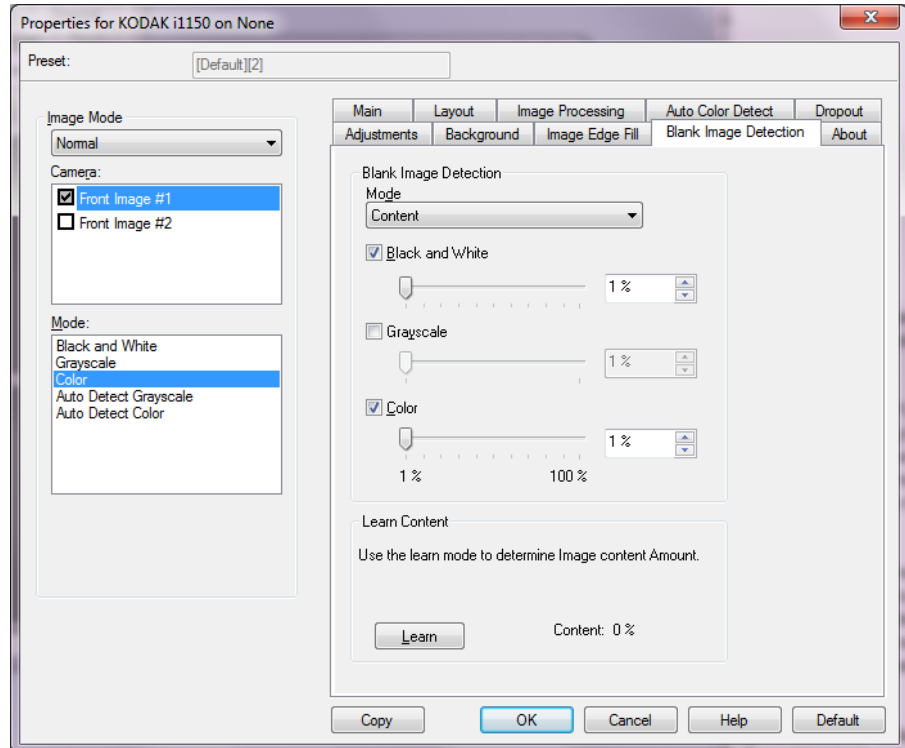 Properties for KODAK i1150 on None
Preset:
[Default][2]
Image Mode
Normal
Camera:
Front Image #1
Front Image #2
Mode:
Black and White
Grayscale
Color
Auto Detect Grayscale
Auto Detect Color
Main Layout Image Processing Auto Color Detect Dropout
Adjustments Background Image Edge Fill Blank Image Detection About
Blank Image Detection
Mode
Content
Black and White
1 %
Grayscale
1 %
Color
1 %
1 % 100 %
Learn Content
Use the learn mode to determine Image content Amount.
Learn Content: 0 %
Copy OK Cancel Help Default